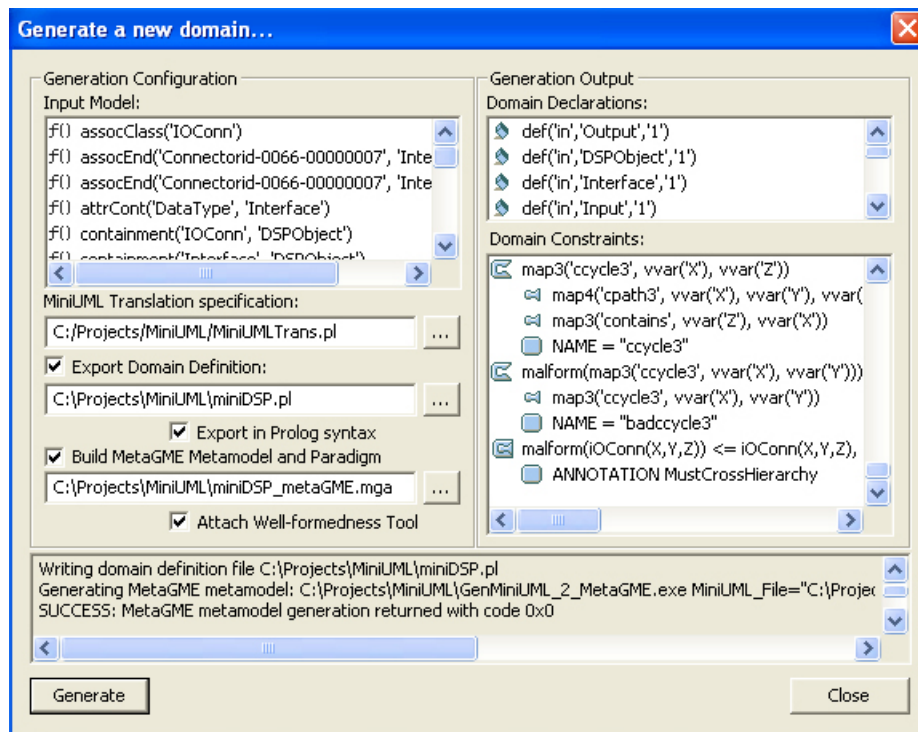 Generate a new domain...
Generation Configuration
Input Model:
f() assocClass('IOConn')
f() assocEnd('Connectorid-0066-00000007', 'Inte
f() assocEnd('Connectorid-0066-00000007', 'Inte
f() attrCont('DataType', 'Interface')
f() containment('IOConn', 'DSPObject')
f() containment('Interface', 'DSPObject')
MiniUML Translation specification:
C:/Projects/MiniUML/MiniUMLTrans.pl
...
Export Domain Definition:
C:\Projects\MiniUML\miniDSP.pl
...
Export in Prolog syntax
Build MetaGME Metamodel and Paradigm
C:\Projects\MiniUML\miniDSP_metaGME.mga
...
Attach Well-formedness Tool
Generation Output
Domain Declarations:
def('in','Output','1')
def('in','DSPObject','1')
def('in','Interface','1')
def('in','Input','1')
Domain Constraints:
map3('ccycle3', vvar('X'), vvar('Z'))
map4('cpath3', vvar('X'), vvar('Y'), vvar(
map3('contains', vvar('Z'), vvar('X'))
NAME = "ccycle3"
malform(map3('ccycle3', vvar('X'), vvar('Y')))
map3('ccycle3', vvar('X'), vvar('Y'))
NAME = "badccycle3"
malform(iOConn(X,Y,Z)) <= iOConn(X,Y,Z),
ANNOTATION MustCrossHierarchy
Writing domain definition file C:\Projects\MiniUML\miniDSP.pl
Generating MetaGME metamodel: C:\Projects\MiniUML\GenMiniUML_2_MetaGME.exe MiniUML_File="C:\Projec
SUCCESS: MetaGME metamodel generation returned with code 0x0
Generate
Close